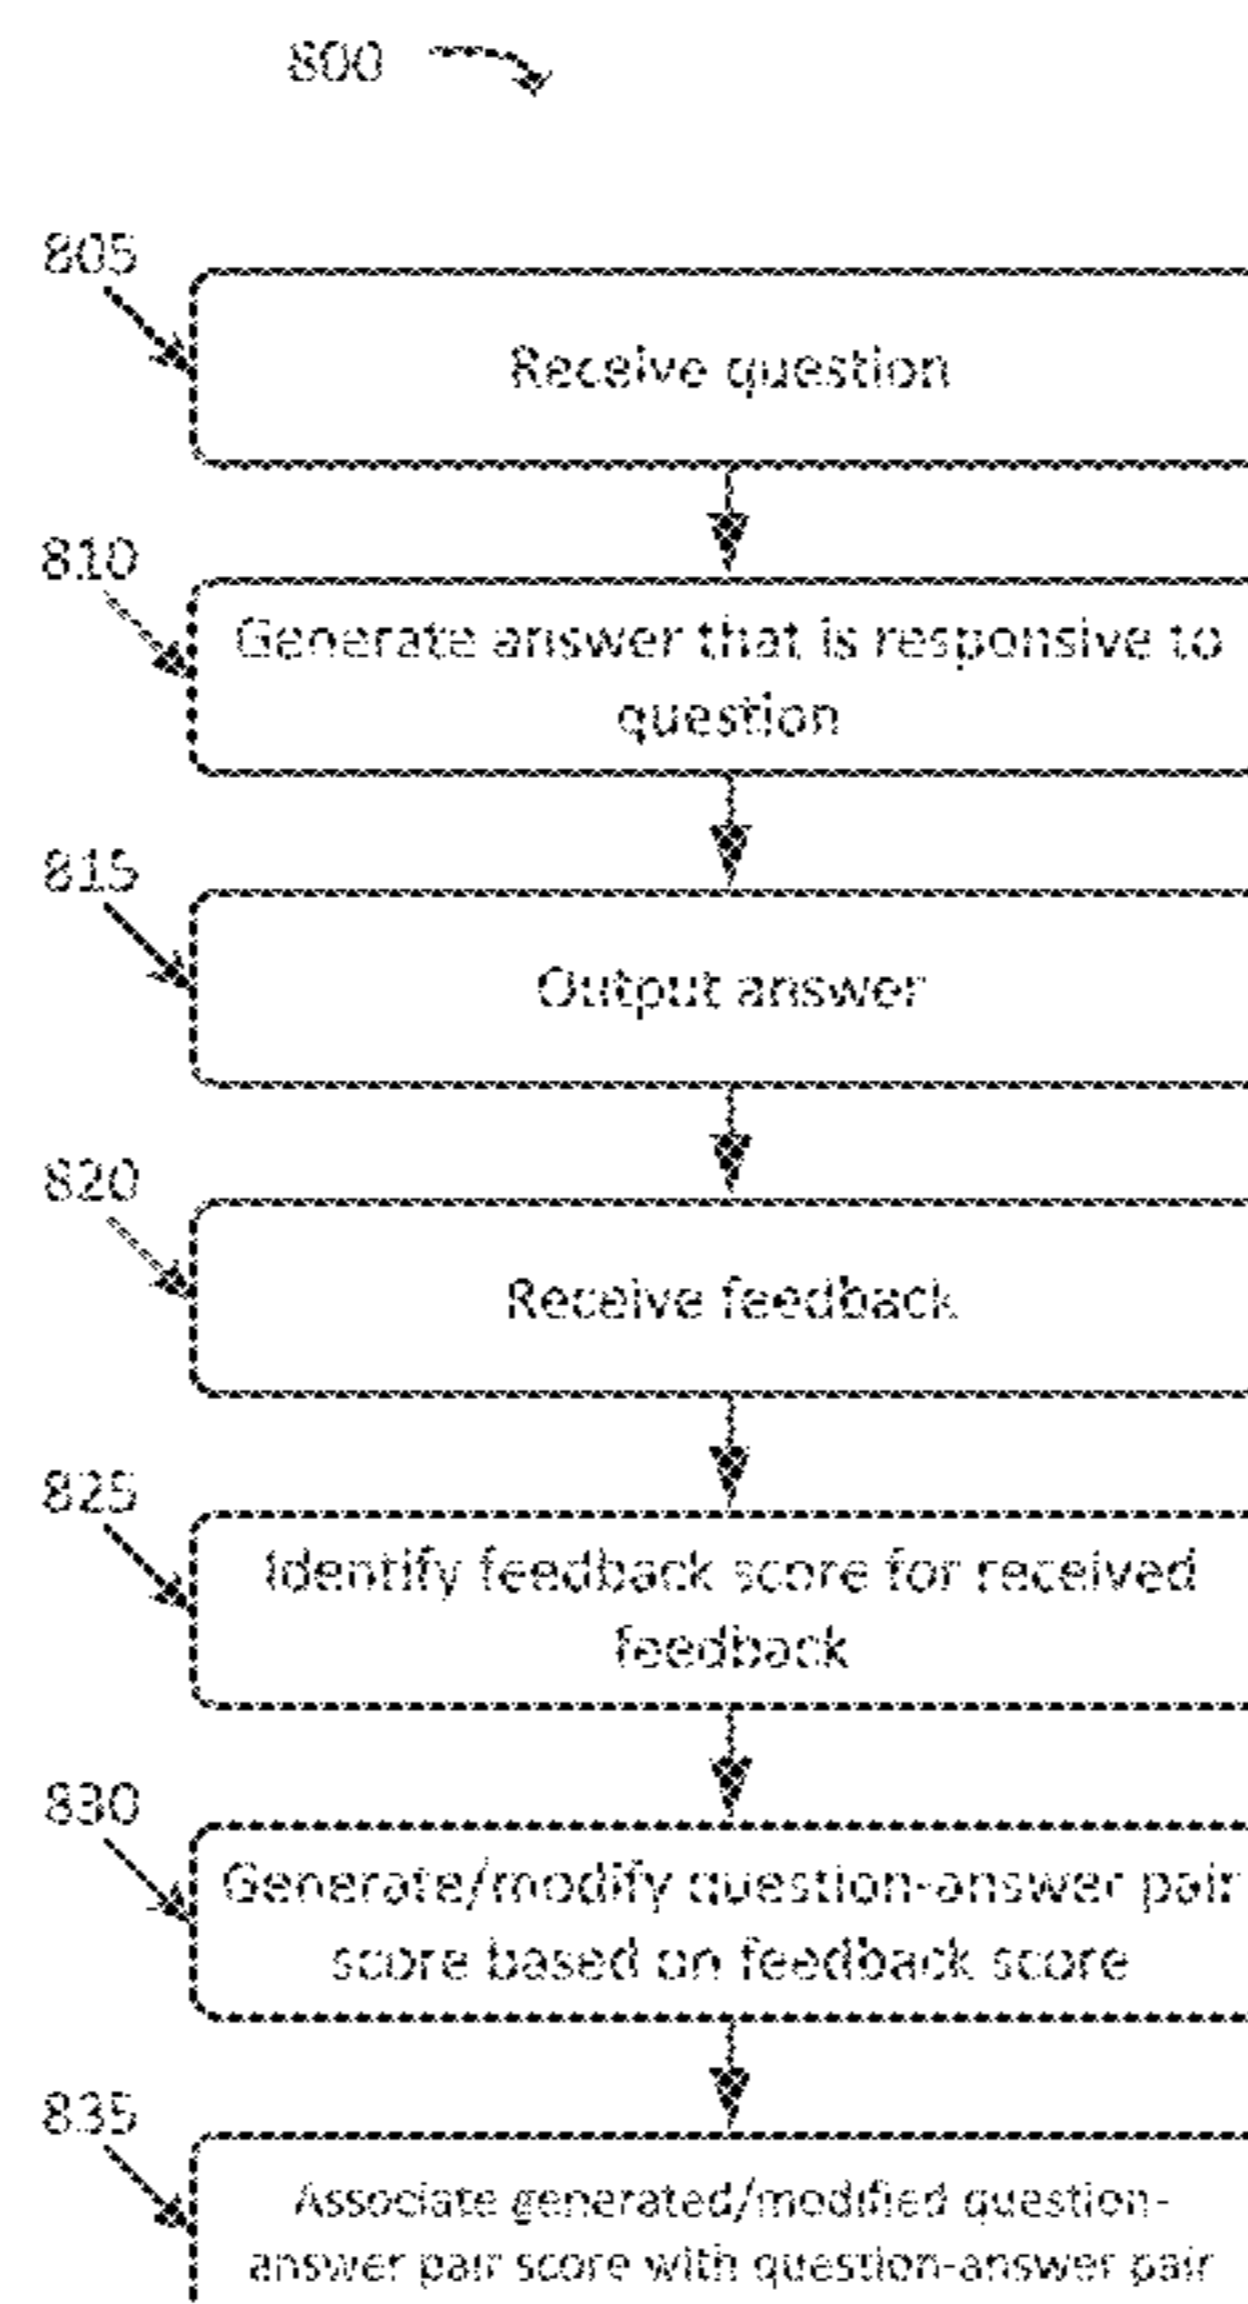 800
805
Receive question
810
Generate answer that is responsive to
question
815
Output answer
820
Receive feedback
825
Identify feedback score for received
feedback
830
Generate/modify question-answer pair
score based on feedback score
835
Associate generated/modified question-
answer pair score with question-answer pair